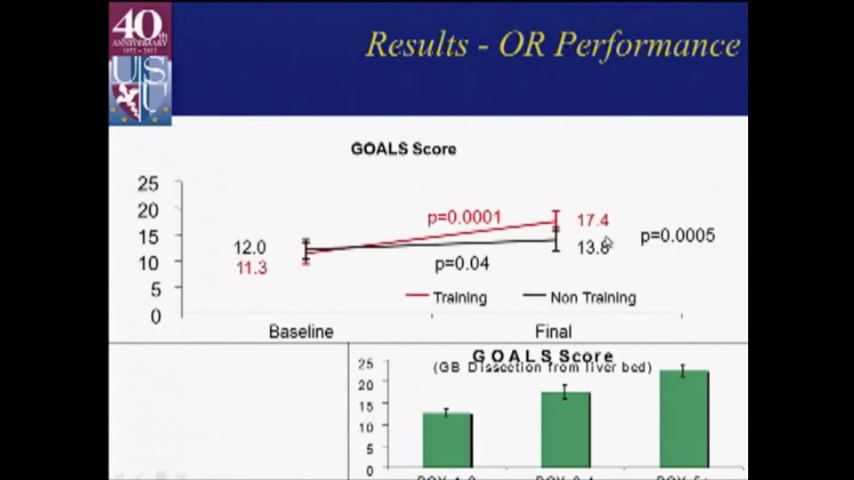 40th
ANNIVERSARY
1972 - 2012
USU
Results - OR Performance
GOALS Score
25
20
15
10
5
0
p=0.0001
17.4
12.0
11.3
13.8
p=0.0005
p=0.04
Training
Non Training
Baseline
Final
GOALS Score
(GB Dissection from liver bed)
25
20
15
10
5
0